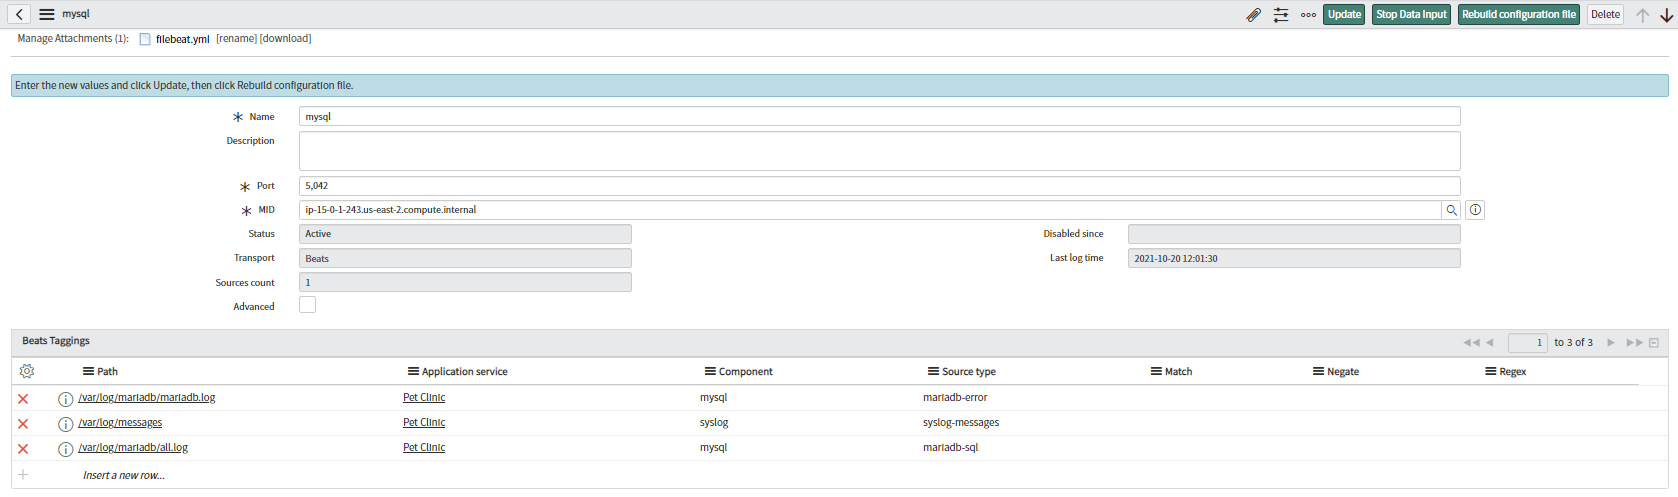 mysql Update Stop Data Input Rebuild configuration file Delete
Manage Attachments (1): filebeat.yml [rename] [download]
Enter the new values and click Update, then click Rebuild configuration file.
Name mysql
Description
Port 5,042
MID ip-15-0-1-243.us-east-2.compute.internal
Status Active Disabled since
Transport Beats Last log time 2021-10-20 12:01:30
Sources count 1
Advanced
Beats Taggings 1 to 3 of 3
Path Application service Component Source type Match Negate Regex
/var/log/mariadb/mariadb.log Pet Clinic mysql mariadb-error
/var/log/messages Pet Clinic syslog syslog-messages
/var/log/mariadb/all.log Pet Clinic mysql mariadb-sql
Insert a new row...